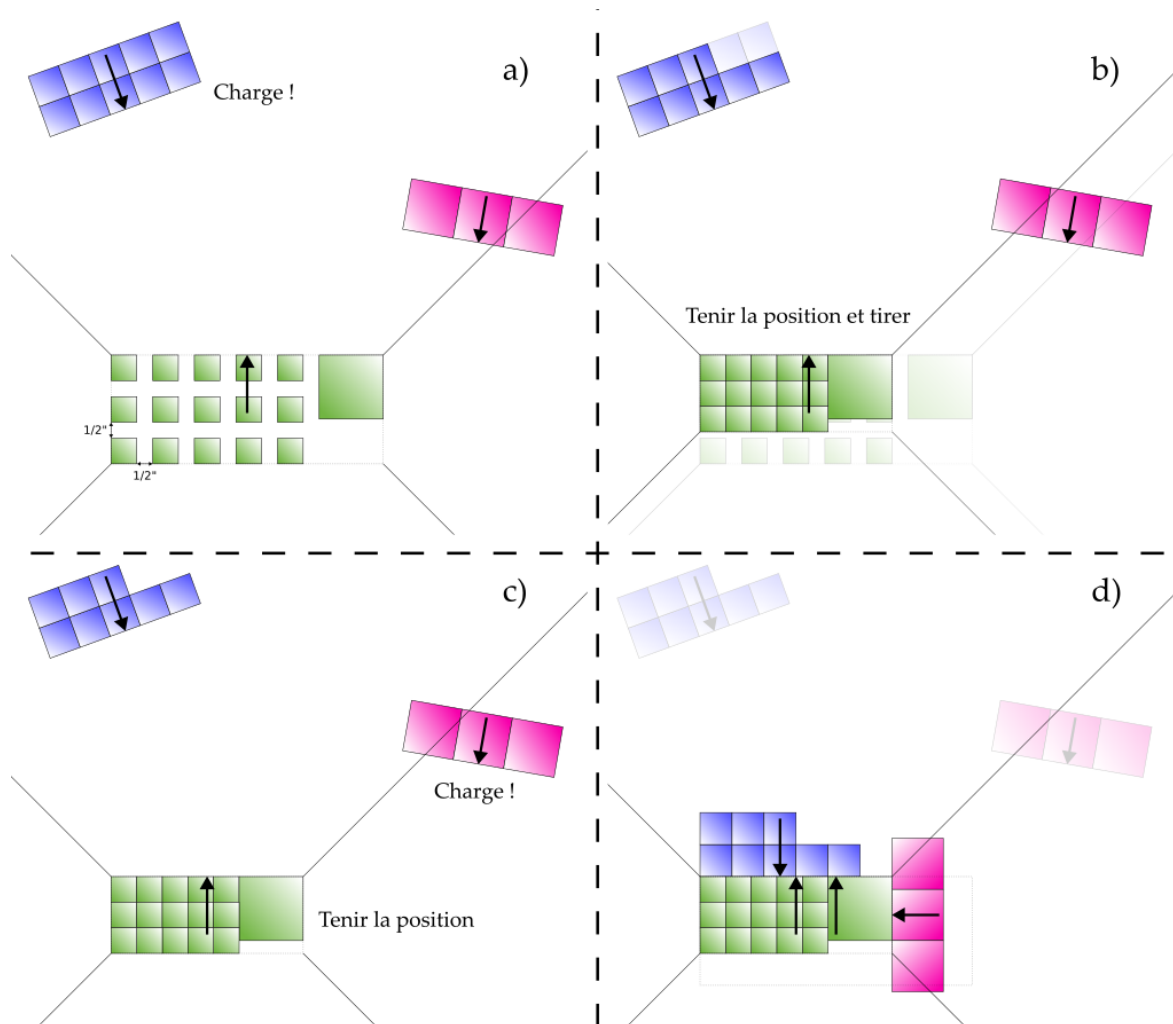 a)
Charge !
1/2"
1/2"
b)
Tenir la position et tirer
c)
Charge !
Tenir la position
d)